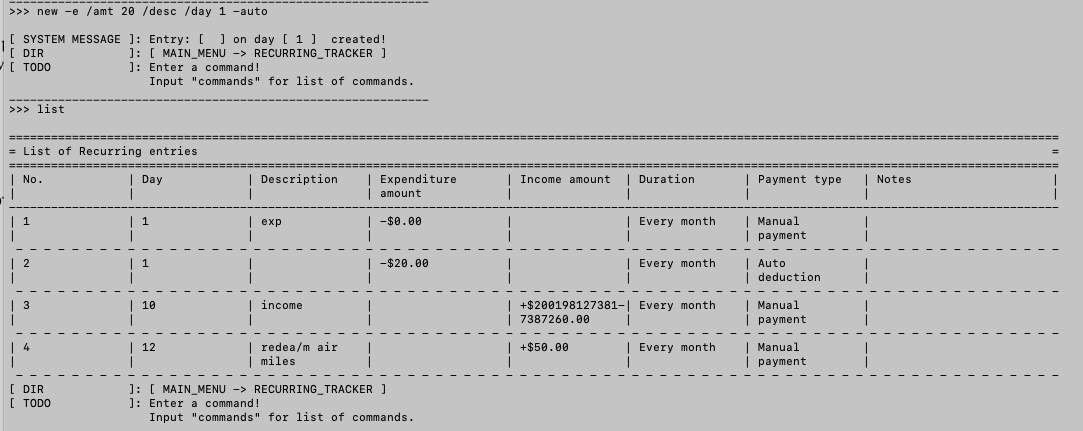 >>> new -e /amt 20 /desc /day 1 -auto
[ SYSTEM MESSAGE ]: Entry: [  ] on day [ 1 ]  created!
[ DIR            ]: [ MAIN_MENU -> RECURRING_TRACKER ]
[ TODO           ]: Enter a command!
Input "commands" for list of commands.
>>> list
= List of Recurring entries =
| No. | Day | Description | Expenditure | Income amount | Duration | Payment type | Notes |
| | | | amount | | | | |
| 1 | 1 | exp | -$0.00 | | Every month | Manual |
| | | | | | | payment |
| 2 | 1 | | -$20.00 | | Every month | Auto |
| | | | | | | deduction |
| 3 | 10 | income | | +$200198127381-| Every month | Manual |
| | | | | 7387260.00 | | payment |
| 4 | 12 | redea/m air | | +$50.00 | Every month | Manual |
| | | miles | | | | payment |
[ DIR            ]: [ MAIN_MENU -> RECURRING_TRACKER ]
[ TODO           ]: Enter a command!
Input "commands" for list of commands.